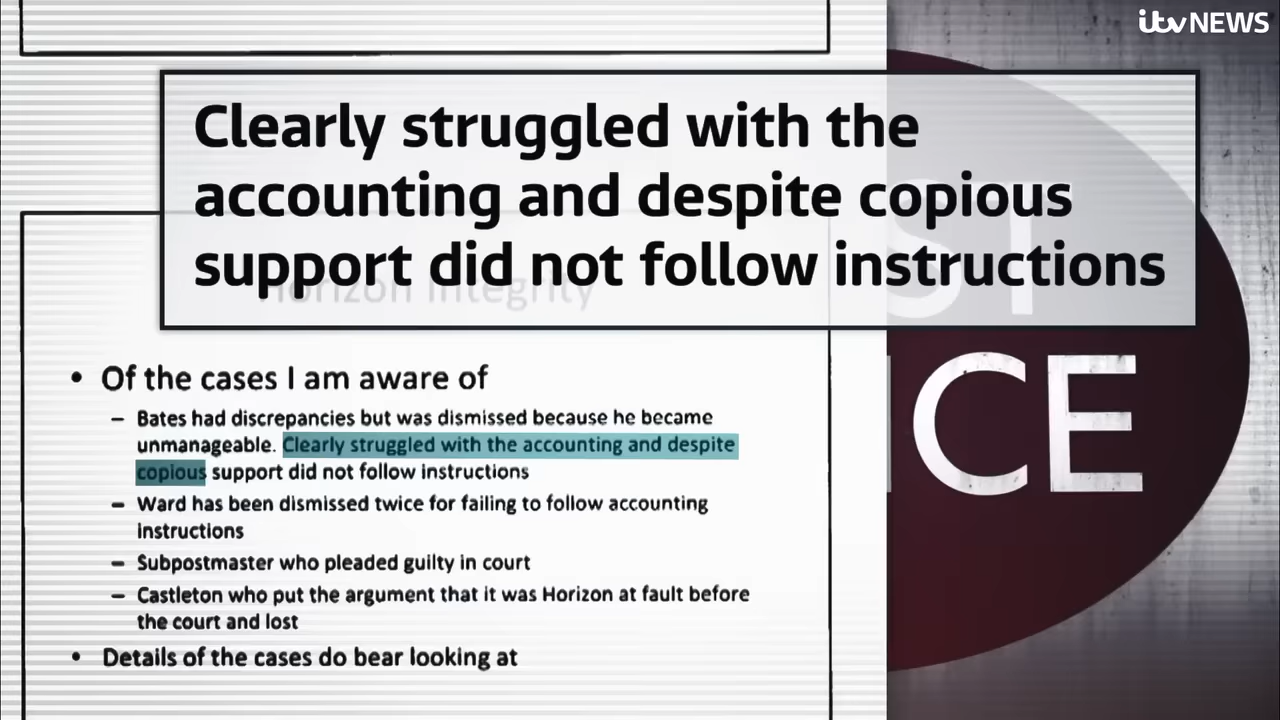 itv NEWS
Clearly struggled with the
accounting and despite copious
support did not follow instructions
Horizon Integrity
• Of the cases I am aware of
– Bates had discrepancies but was dismissed because he became
unmanageable. Clearly struggled with the accounting and despite
copious support did not follow instructions
– Ward has been dismissed twice for failing to follow accounting
instructions
– Subpostmaster who pleaded guilty in court
– Castleton who put the argument that it was Horizon at fault before
the court and lost
• Details of the cases do bear looking at
ST
ICE